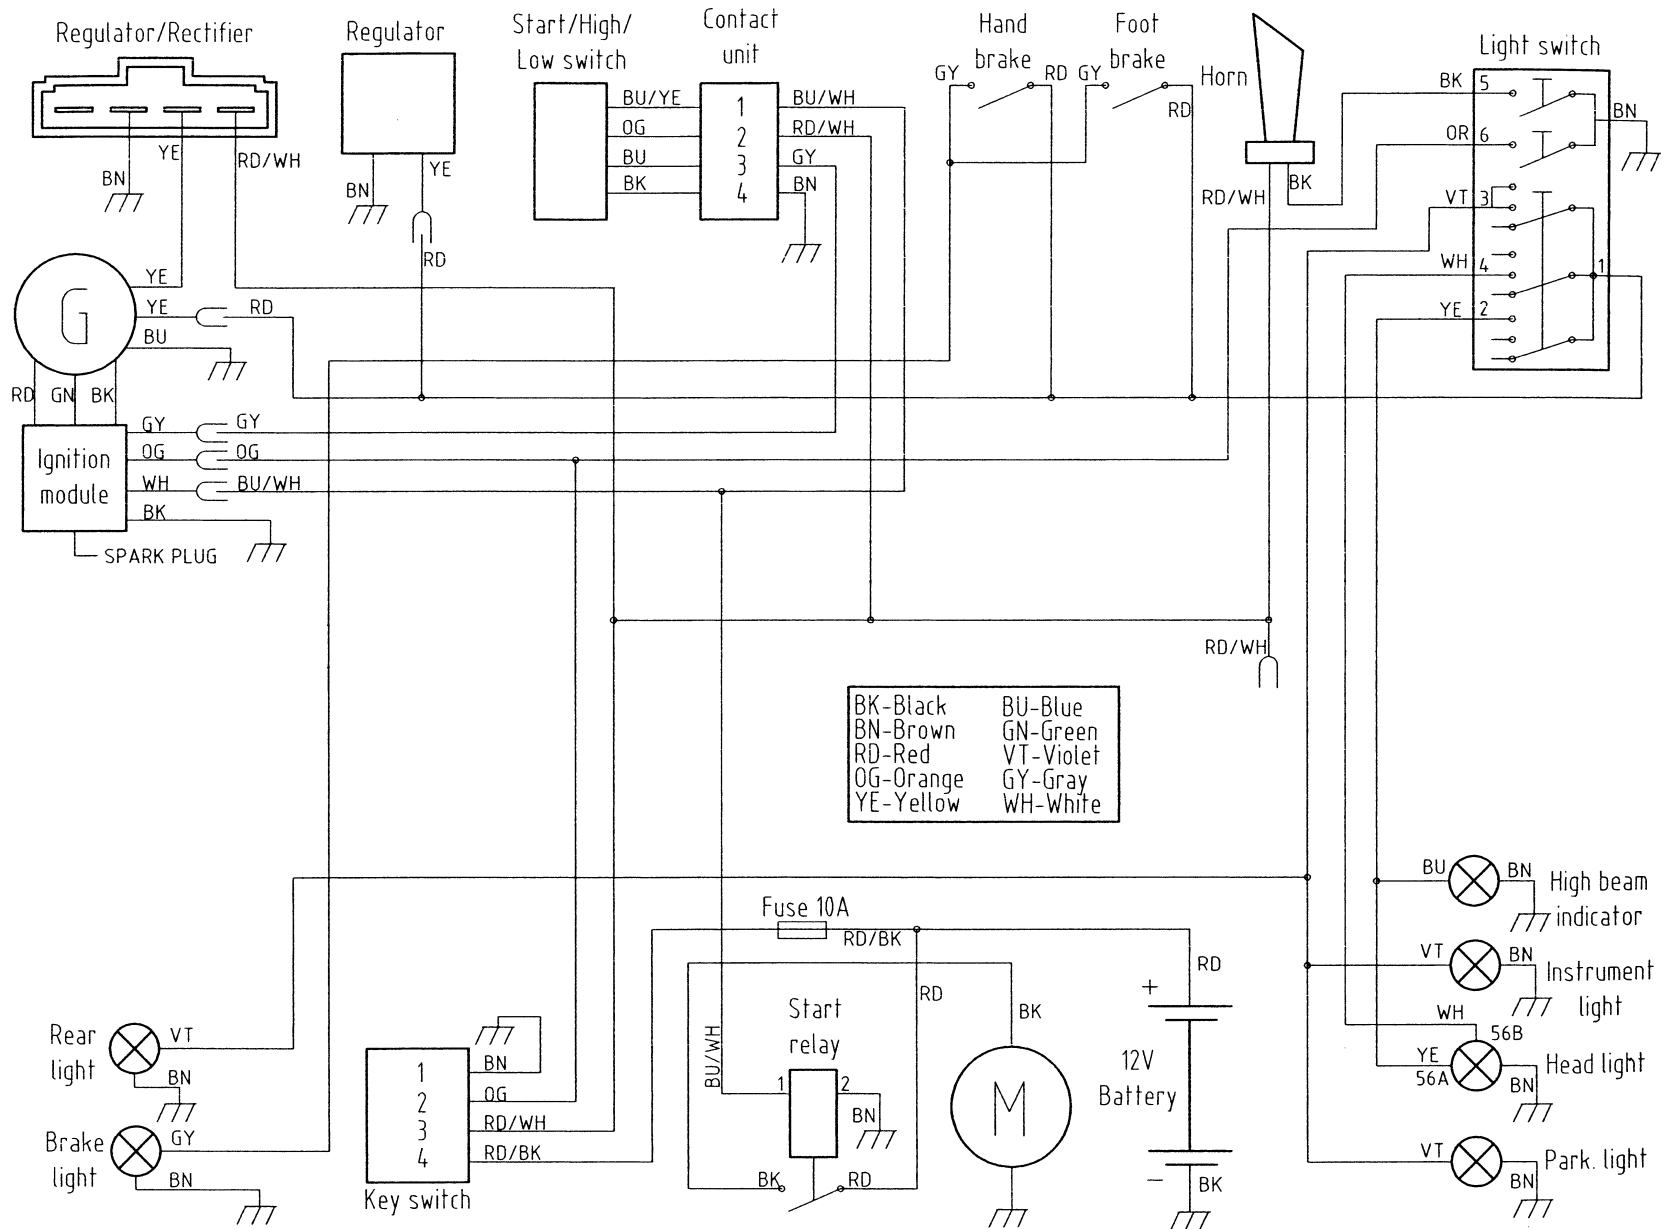 Regulator/Rectifier
Regulator
Start/High/
Low switch
Contact
unit
Hand
brake
Foot
brake
Horn
Light switch
GY
RD
GY
RD
BK
5
BN
OR
6
VT
3
WH
4
1
YE
2
BU/YE
1
BU/WH
OG
2
RD/WH
BU
3
GY
BK
4
BN
YE
RD/WH
BN
BN
YE
RD
RD/WH
BK
G
YE
YE
RD
BU
RD
GN
BK
Ignition
module
GY
GY
OG
OG
WH
BU/WH
BK
SPARK PLUG
RD/WH
BK-Black
BU-Blue
BN-Brown
GN-Green
RD-Red
VT-Violet
OG-Orange
GY-Gray
YE-Yellow
WH-White
BU
BN
High beam
indicator
VT
BN
Instrument
light
WH
56B
YE
56A
BN
Head light
VT
BN
Park. light
Fuse 10A
RD/BK
RD
RD
+
12V
Battery
-
BK
BK
M
Start
relay
BU/WH
1
2
BN
BK
RD
Rear
light
VT
BN
Brake
light
GY
BN
1
BN
2
OG
3
RD/WH
4
RD/BK
Key switch